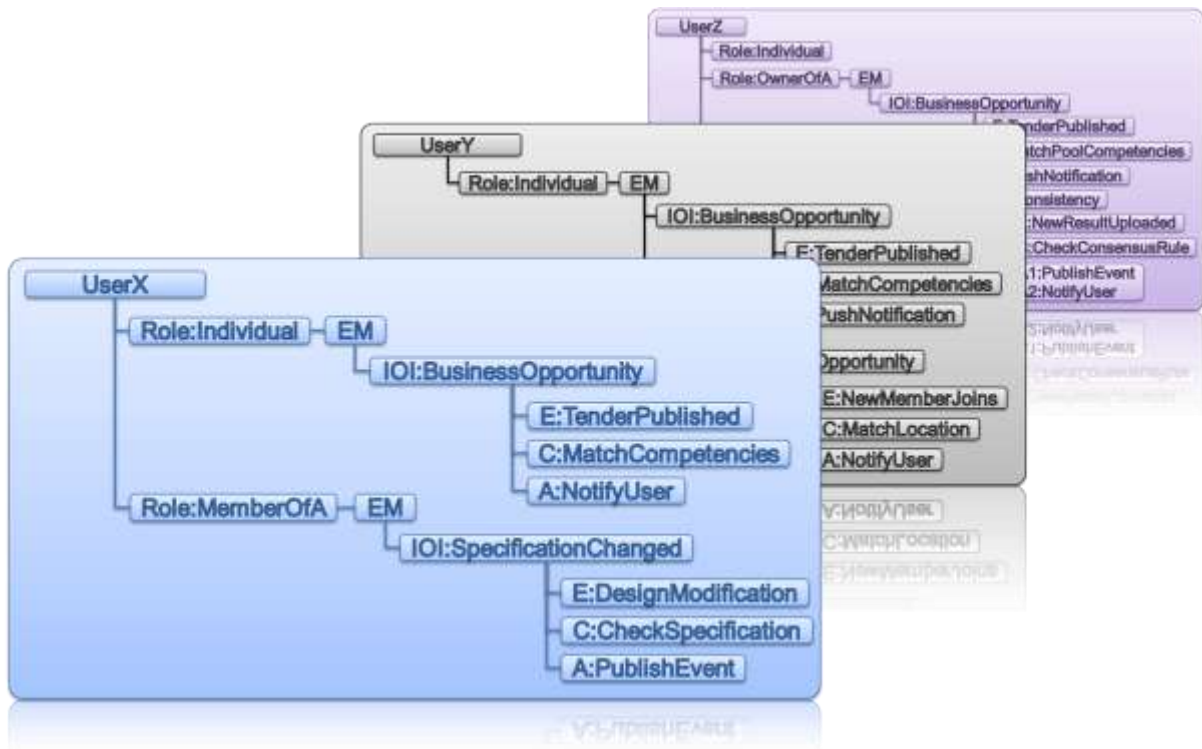 UserZ
Role:Individual
Role:OwnerOfA EM
IOI:BusinessOpportunity
E:TenderPublished
PushNotification
NewResultUploaded
CheckConsensusRule
PublishEvent
A2:NotifyUser
UserY
Role:Individual EM
IOI:BusinessOpportunity
E:TenderPublished
MatchCompetencies
PushNotification
Opportunity
E:NewMemberJoins
C:MatchLocation
A:NotifyUser
UserX
Role:Individual EM
IOI:BusinessOpportunity
E:TenderPublished
C:MatchCompetencies
A:NotifyUser
Role:MemberOfA EM
IOI:SpecificationChanged
E:DesignModification
C:CheckSpecification
A:PublishEvent